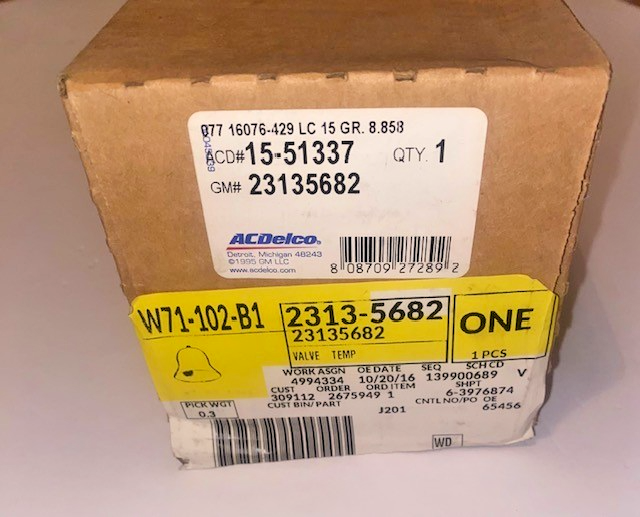 077 16076-429 LC 15 GR. 8.858
ACD# 15-51337 QTY. 1
GM# 23135682
ACDelco
Detroit, Michigan 48243
©1995 GM LLC
www.acdelco.com
8 08709 27289 2
W71-102-B1
2313-5682
23135682
VALVE TEMP
ONE
1 PCS
WORK ASGN OE DATE SEQ SCH CD
4994334 10/20/16 139900689 V
CUST ORDER ORD ITEM SHPT
309112 2675949 1 6-3976874
CUST BIN/PART CNTL NO/PO OE
J201 65456
PICK WGT
0.3
WD